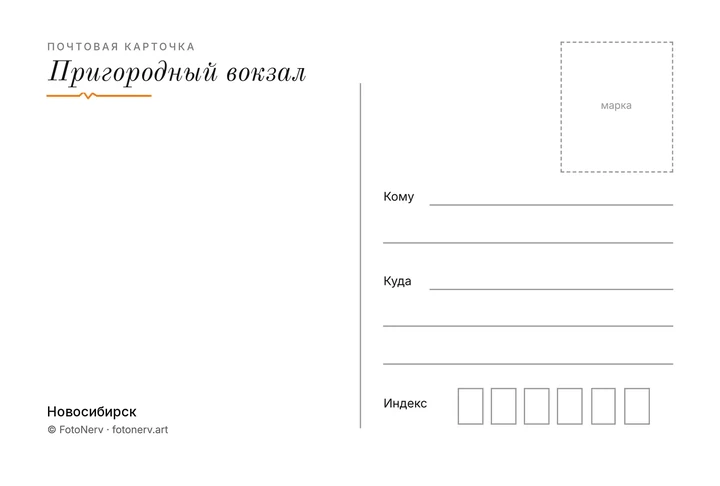 ПОЧТОВАЯ КАРТОЧКА
Пригородный вокзал
марка
Кому
Куда
Индекс
Новосибирск
© FotoNerv · fotonerv.art